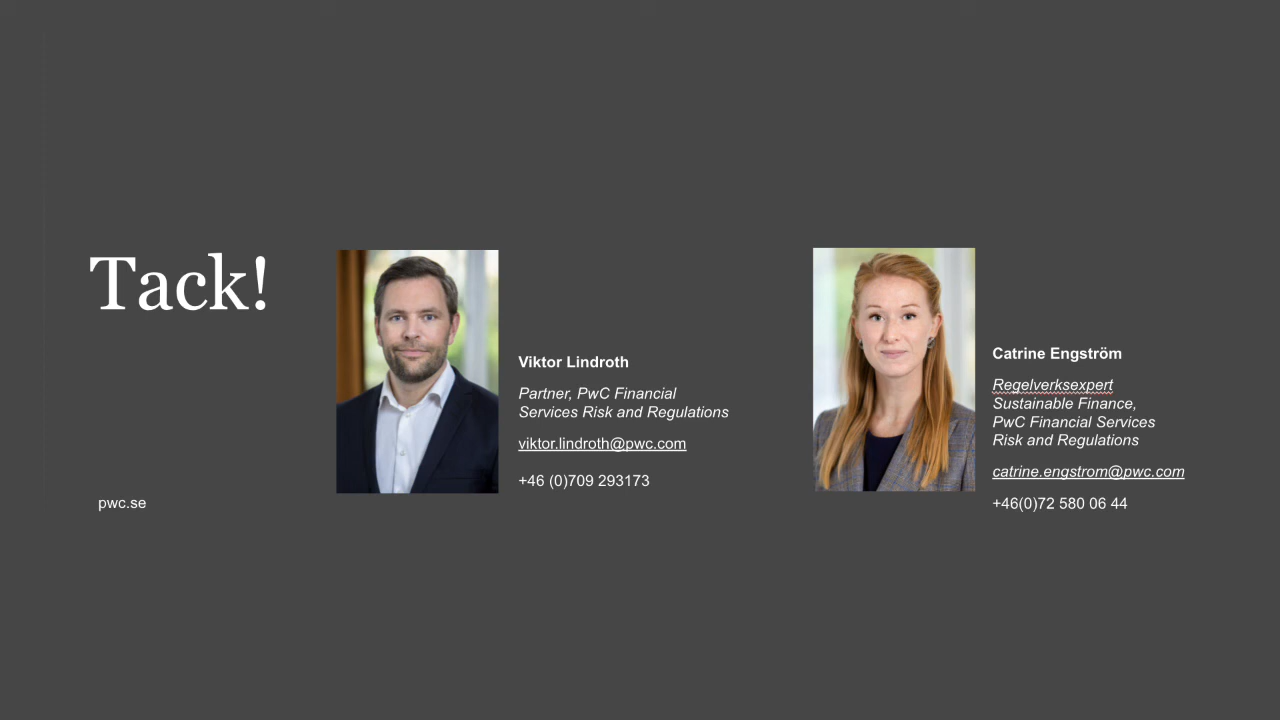 Tack!
pwc.se
Viktor Lindroth
Partner, PwC Financial
Services Risk and Regulations
viktor.lindroth@pwc.com
+46 (0)709 293173
Catrine Engström
Regelverksexpert
Sustainable Finance,
PwC Financial Services
Risk and Regulations
catrine.engstrom@pwc.com
+46(0)72 580 06 44